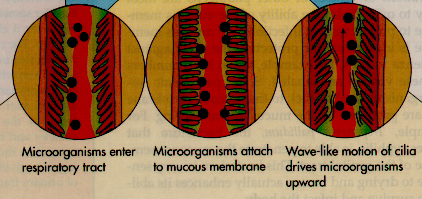 Microorganisms enter
respiratory tract
Microorganisms attach
to mucous membrane
Wave-like motion of cilia
drives microorganisms
upward